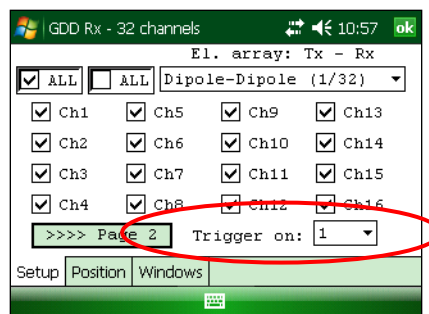 GDD Rx - 32 channels 10:57 ok
El. array: Tx - Rx
ALL ALL Dipole-Dipole (1/32)
Ch1 Ch5 Ch9 Ch13
Ch2 Ch6 Ch10 Ch14
Ch3 Ch7 Ch11 Ch15
Ch4 Ch8 Ch12 Ch16
>>>> Page 2 Trigger on: 1
Setup Position Windows